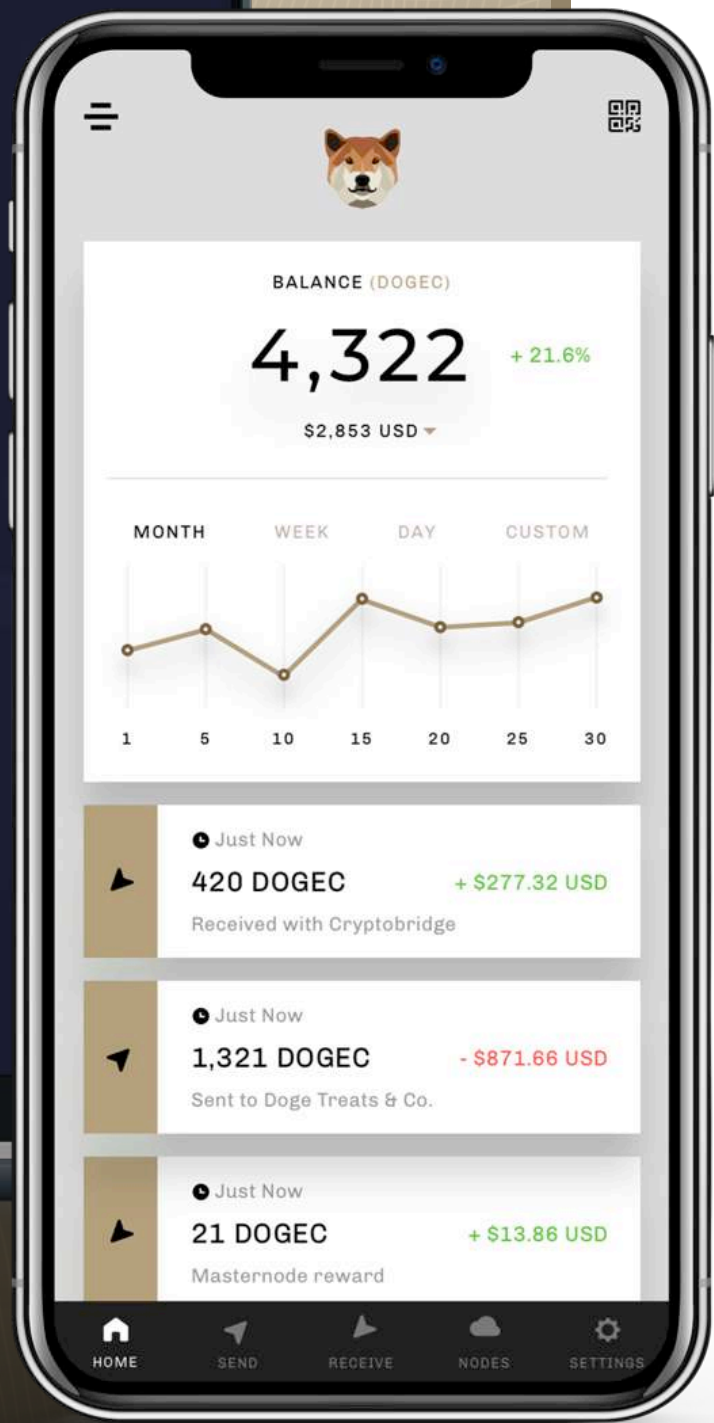 BALANCE (DOGEC)
4,322
+ 21.6%
$2,853 USD
MONTH WEEK DAY CUSTOM
1 5 10 15 20 25 30
Just Now
420 DOGEC + $277.32 USD
Received with Cryptobridge
Just Now
1,321 DOGEC - $871.66 USD
Sent to Doge Treats & Co.
Just Now
21 DOGEC + $13.86 USD
Masternode reward
HOME SEND RECEIVE NODES SETTINGS